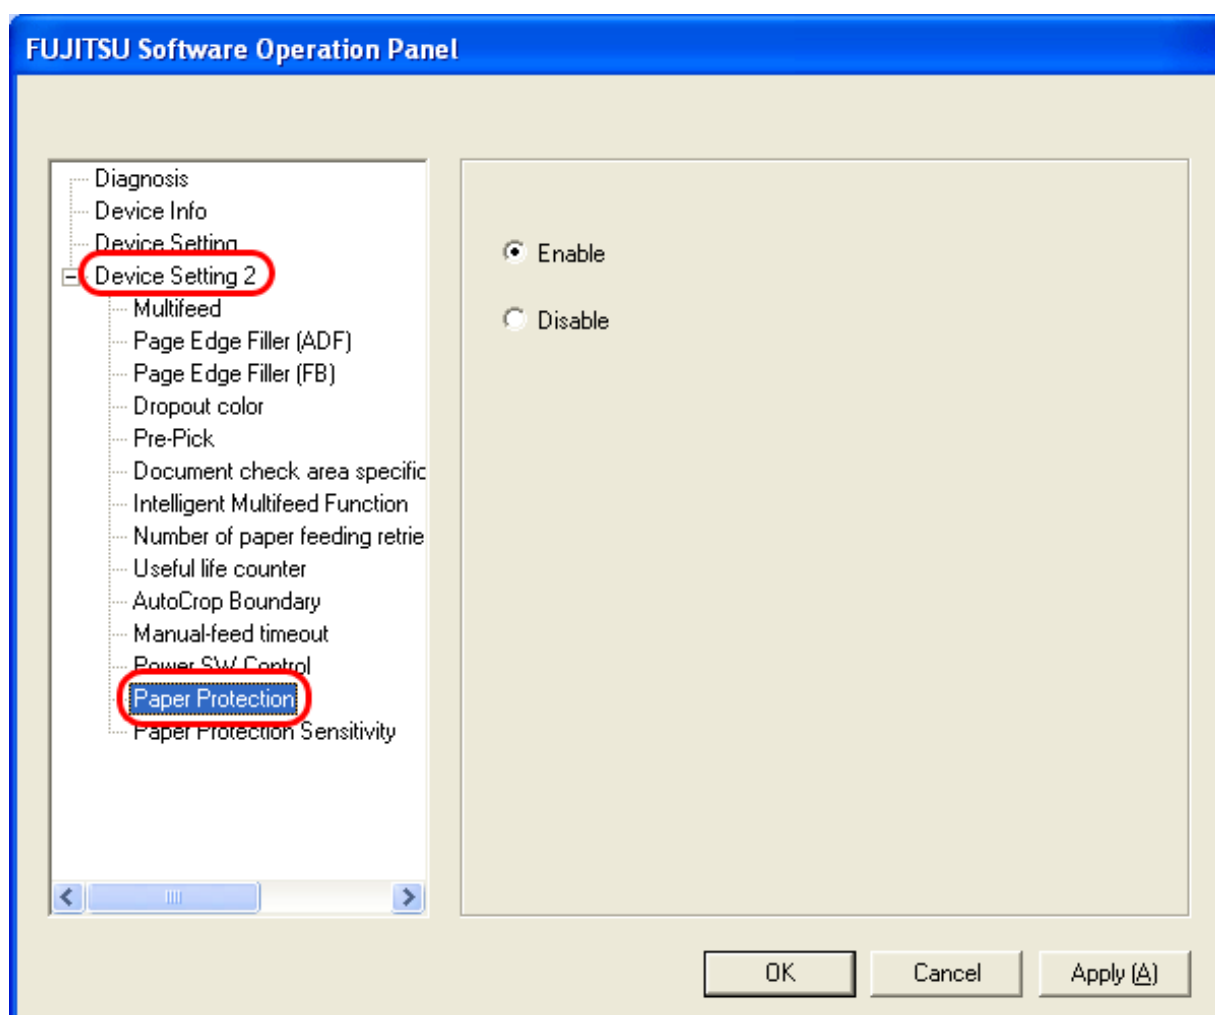 FUJITSU Software Operation Panel
Diagnosis
Device Info
Device Setting
Device Setting 2
Multifeed
Page Edge Filler (ADF)
Page Edge Filler (FB)
Dropout color
Pre-Pick
Document check area specific
Intelligent Multifeed Function
Number of paper feeding retrie
Useful life counter
AutoCrop Boundary
Manual-feed timeout
Power SW Control
Paper Protection
Paper Protection Sensitivity
Enable
Disable
OK
Cancel
Apply (A)